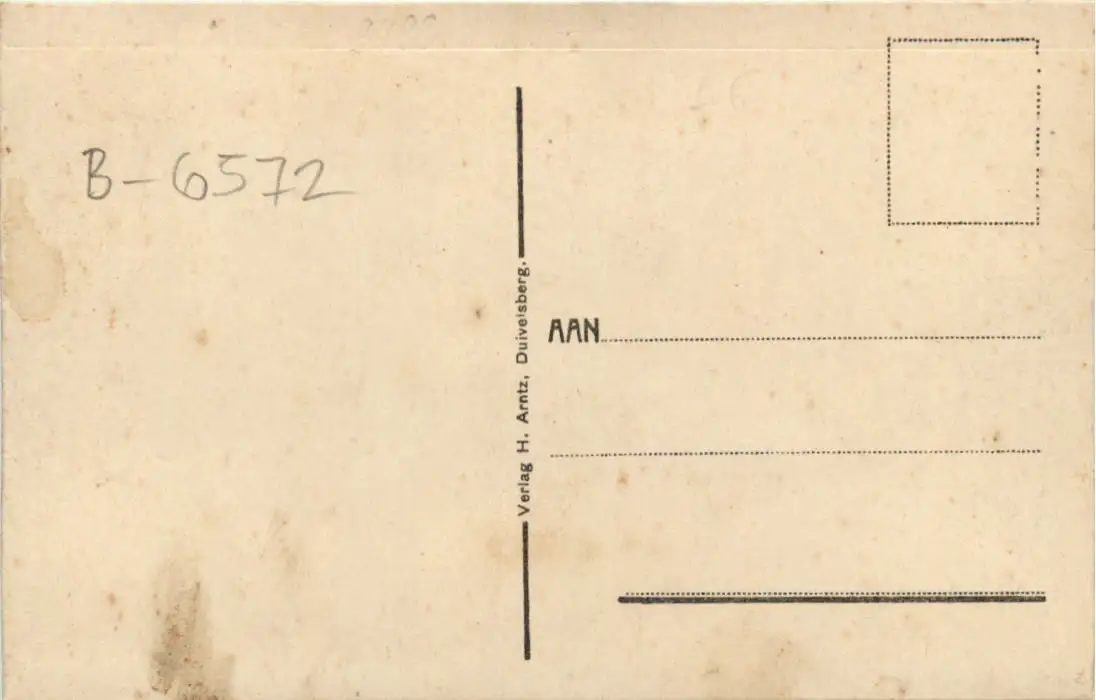 B-6572
Verlag H. Arntz, Duivelsberg.
AAN